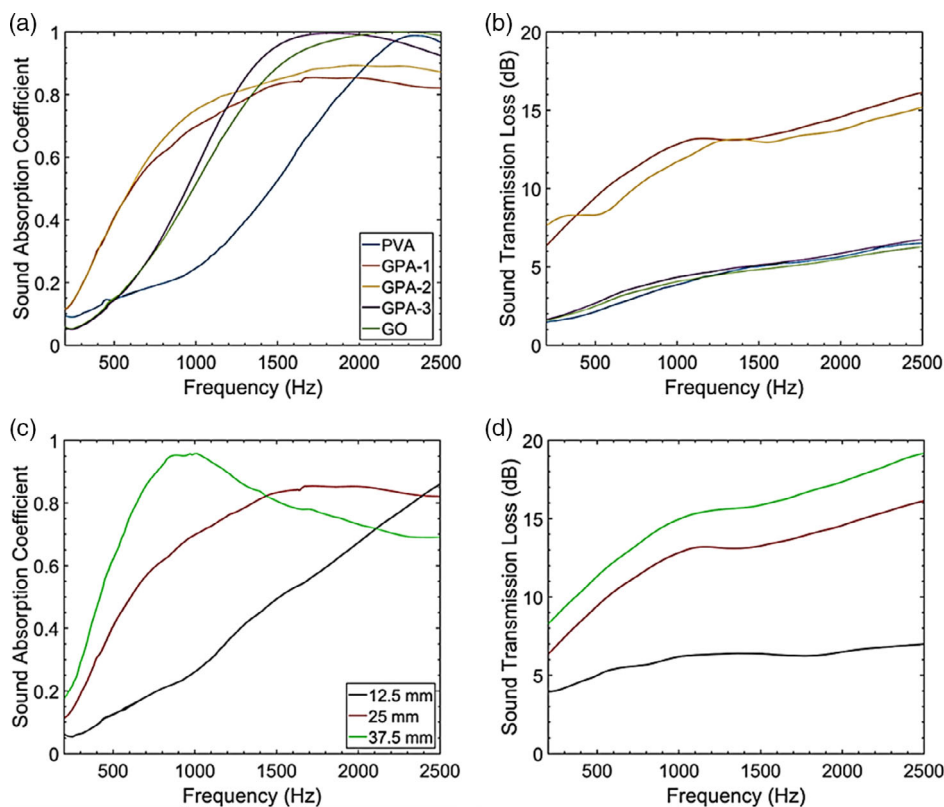 (a)
Sound Absorption Coefficient
1
0.8
0.6
0.4
0.2
0
500 1000 1500 2000 2500
Frequency (Hz)
PVA
GPA-1
GPA-2
GPA-3
GO
(b)
Sound Transmission Loss (dB)
20
15
10
5
0
500 1000 1500 2000 2500
Frequency (Hz)
(c)
Sound Absorption Coefficient
1
0.8
0.6
0.4
0.2
0
500 1000 1500 2000 2500
Frequency (Hz)
12.5 mm
25 mm
37.5 mm
(d)
Sound Transmission Loss (dB)
20
15
10
5
0
500 1000 1500 2000 2500
Frequency (Hz)